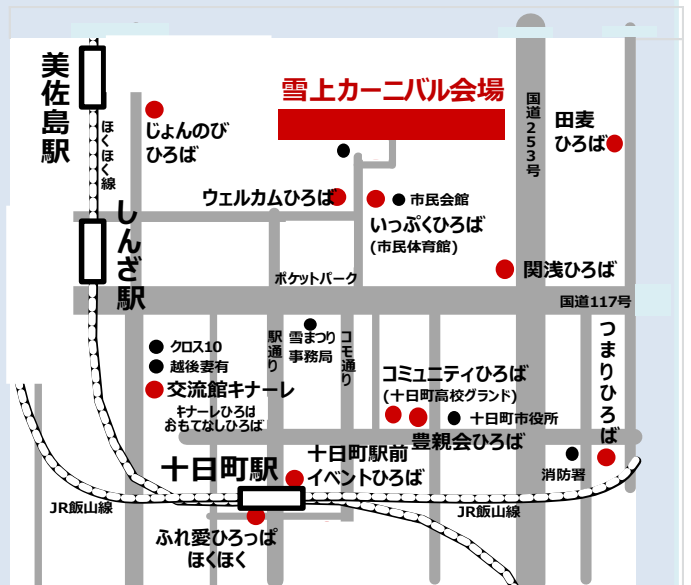 雪上カーニバル会場
美佐島駅
ほくほく線
じょんのび
ひろば
国道253号
田麦
ひろば
ウェルカムひろば
市民会館
いっぷくひろば
(市民体育館)
しんざ駅
関浅ひろば
ポケットパーク
国道117号
クロス10
越後妻有
交流館キナーレ
キナーレひろば
おもてなしひろば
駅通り
雪まつり
事務局
コモ通り
コミュニティひろば
(十日町高校グランド)
十日町市役所
豊親会ひろば
つまりひろば
消防署
十日町駅
十日町駅前
イベントひろば
JR飯山線
JR飯山線
ふれ愛ひろっぱ
ほくほく